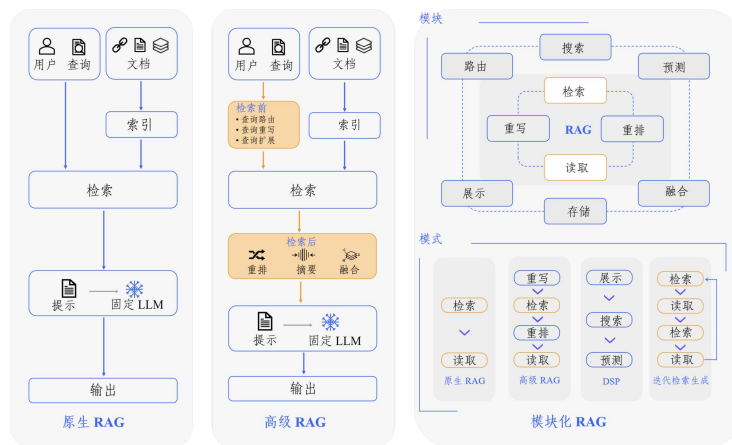 用户 查询 文档
索引
检索
提示 固定 LLM
输出
原生 RAG
用户 查询 文档
检索前
• 查询路由
• 查询重写
• 查询扩展
索引
检索
检索后
重排 摘要 融合
提示 固定 LLM
输出
高级 RAG
模块
搜索
路由 预测
检索
重写 RAG 重排
读取
展示 融合
存储
模式
检索
读取
原生 RAG
重写
检索
重排
读取
高级 RAG
展示
搜索
预测
DSP
检索
读取
检索
读取
迭代检索生成
模块化 RAG